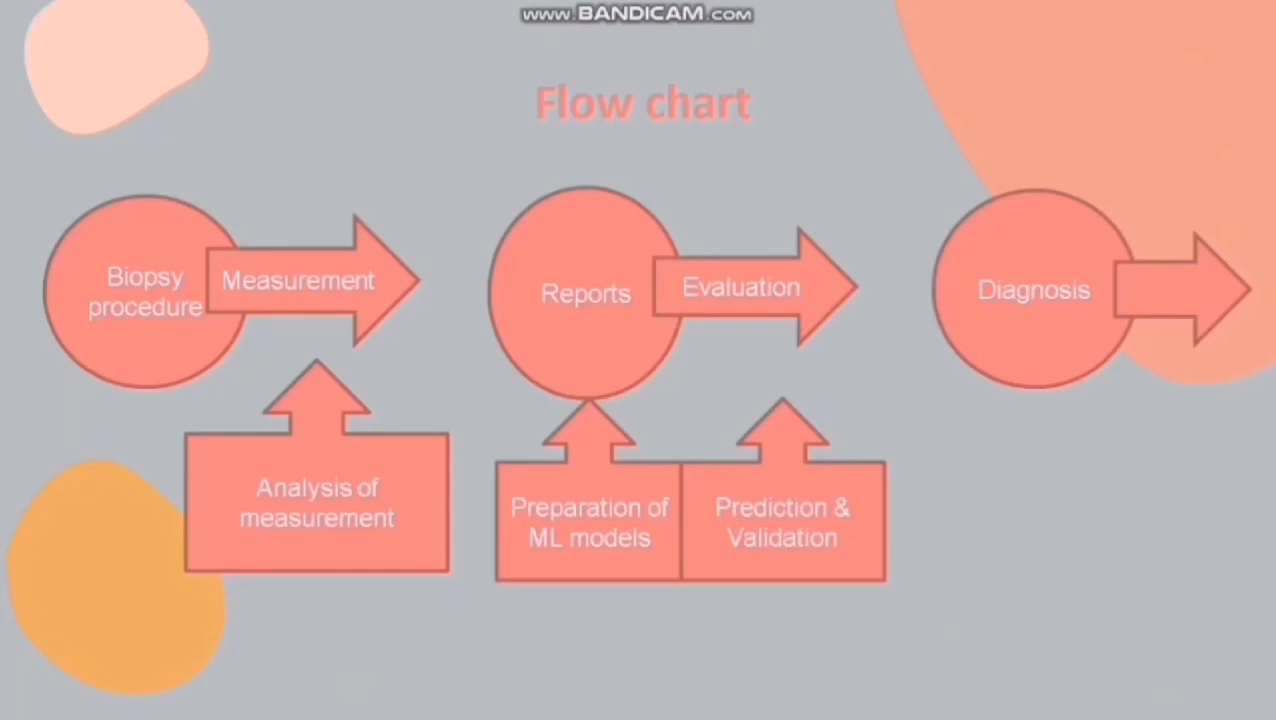 www.BANDICAM.com
Flow chart
Biopsy
procedure
Measurement
Reports
Evaluation
Diagnosis
Analysis of
measurement
Preparation of
ML models
Prediction &
Validation